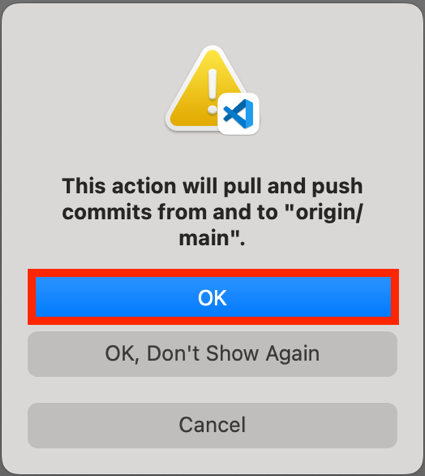 This action will pull and push
commits from and to "origin/
main".
OK
OK, Don't Show Again
Cancel